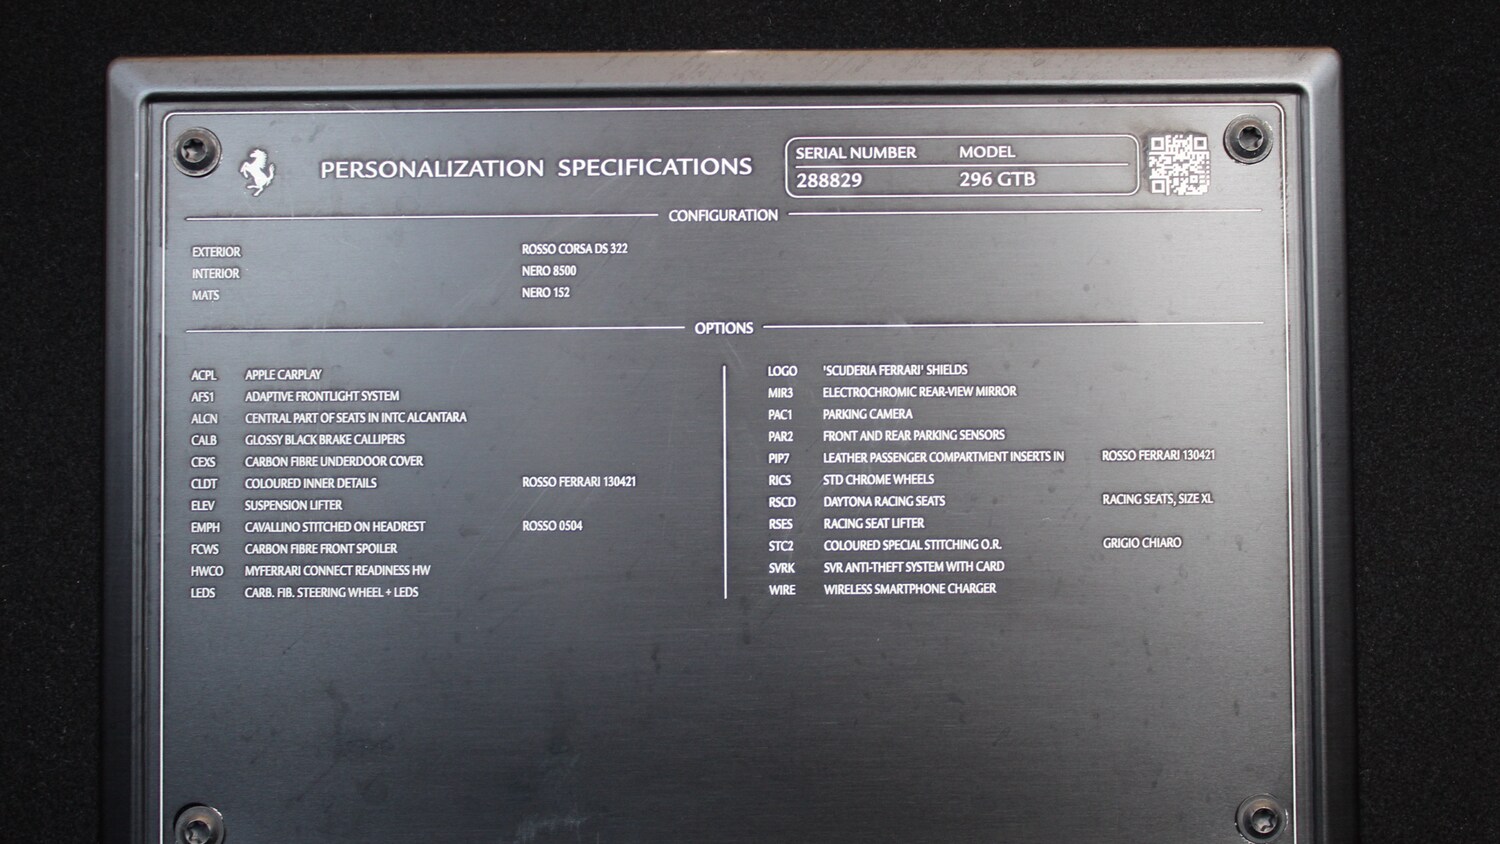 PERSONALIZATION SPECIFICATIONS
SERIAL NUMBER MODEL
288829 296 GTB
CONFIGURATION
EXTERIOR ROSSO CORSA DS 322
INTERIOR NERO 8500
MATS NERO 152
OPTIONS
ACPL APPLE CARPLAY
AFS1 ADAPTIVE FRONTLIGHT SYSTEM
ALCN CENTRAL PART OF SEATS IN INTC ALCANTARA
CALB GLOSSY BLACK BRAKE CALLIPERS
CEXS CARBON FIBRE UNDERDOOR COVER
CLDT COLOURED INNER DETAILS ROSSO FERRARI 130421
ELEV SUSPENSION LIFTER
EMPH CAVALLINO STITCHED ON HEADREST ROSSO 0504
FCWS CARBON FIBRE FRONT SPOILER
HWCO MYFERRARI CONNECT READINESS HW
LEDS CARB. FIB. STEERING WHEEL + LEDS
LOGO 'SCUDERIA FERRARI' SHIELDS
MIR3 ELECTROCHROMIC REAR-VIEW MIRROR
PAC1 PARKING CAMERA
PAR2 FRONT AND REAR PARKING SENSORS
PIP7 LEATHER PASSENGER COMPARTMENT INSERTS IN ROSSO FERRARI 130421
RICS STD CHROME WHEELS
RSCD DAYTONA RACING SEATS RACING SEATS, SIZE XL
RSES RACING SEAT LIFTER
STC2 COLOURED SPECIAL STITCHING O.R. GRIGIO CHIARO
SVRK SVR ANTI-THEFT SYSTEM WITH CARD
WIRE WIRELESS SMARTPHONE CHARGER